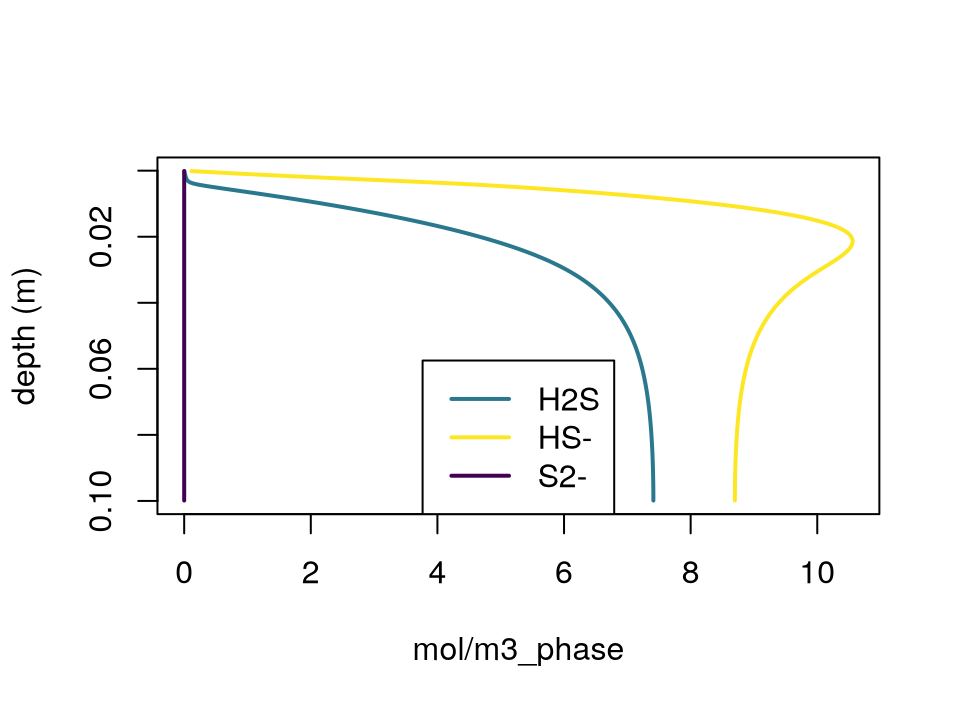 depth (m)
0.02
0.06
0.10
H2S
HS-
S2-
0 2 4 6 8 10
mol/m3_phase